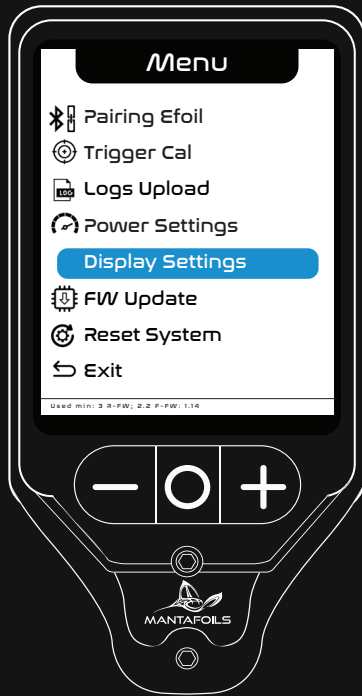 Menu
Pairing Efoil
Trigger Cal
LOG
Logs Upload
Power Settings
Display Settings
FW Update
Reset System
Exit
Used min: 3 R-FW; 2.2 F-FW: 1.14
MANTAFOILS